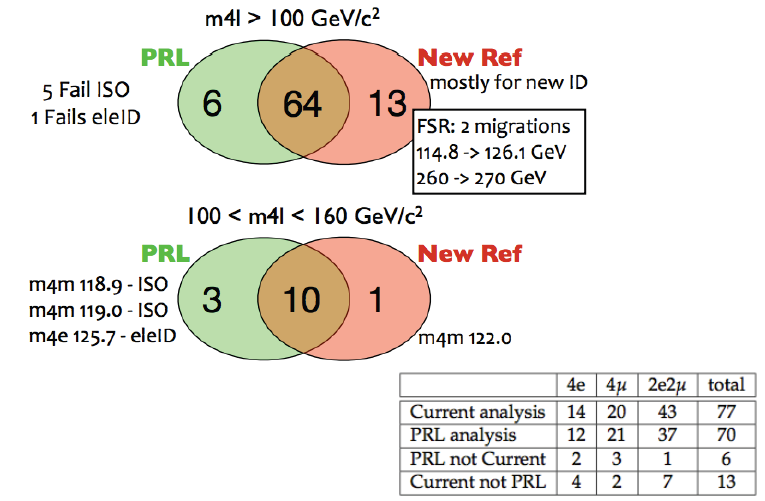 m4l > 100 GeV/c²
PRL
New Ref
5 Fail ISO
1 Fails eleID
6
64
13
mostly for new ID
FSR: 2 migrations
114.8 -> 126.1 GeV
260 -> 270 GeV
100 < m4l < 160 GeV/c²
PRL
New Ref
m4m 118.9 - ISO
m4m 119.0 - ISO
m4e 125.7 - eleID
3
10
1
m4m 122.0
4e 4μ 2e2μ total
Current analysis 14 20 43 77
PRL analysis 12 21 37 70
PRL not Current 2 3 1 6
Current not PRL 4 2 7 13